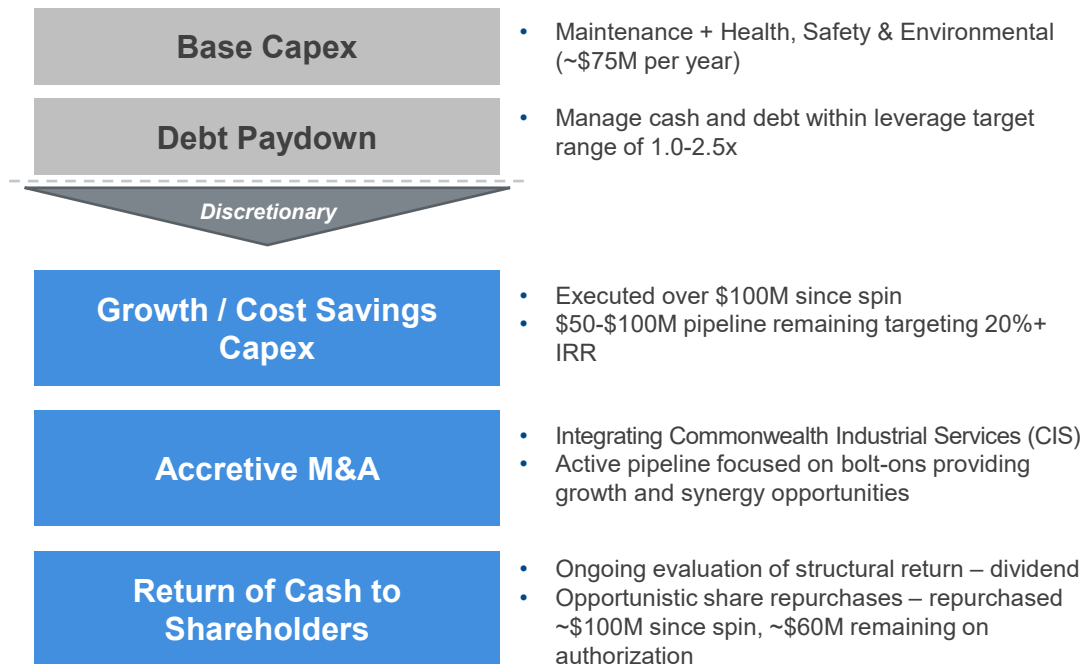 Base Capex
• Maintenance + Health, Safety & Environmental
(~$75M per year)
Debt Paydown
• Manage cash and debt within leverage target
range of 1.0-2.5x
Discretionary
Growth / Cost Savings
Capex
• Executed over $100M since spin
• $50-$100M pipeline remaining targeting 20%+
IRR
Accretive M&A
• Integrating Commonwealth Industrial Services (CIS)
• Active pipeline focused on bolt-ons providing
growth and synergy opportunities
Return of Cash to
Shareholders
• Ongoing evaluation of structural return – dividend
• Opportunistic share repurchases – repurchased
~$100M since spin, ~$60M remaining on
authorization